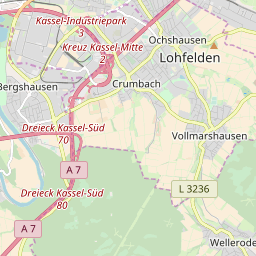 Kassel-Industriepark
3
Ochshausen
Kreuz Kassel-Mitte
2
Lohfelden
Crumbach
Bergshausen
Dreieck Kassel-Süd
70
Vollmarshausen
A 7
Dreieck Kassel-Süd
80
L 3236
A 7
Wellerode